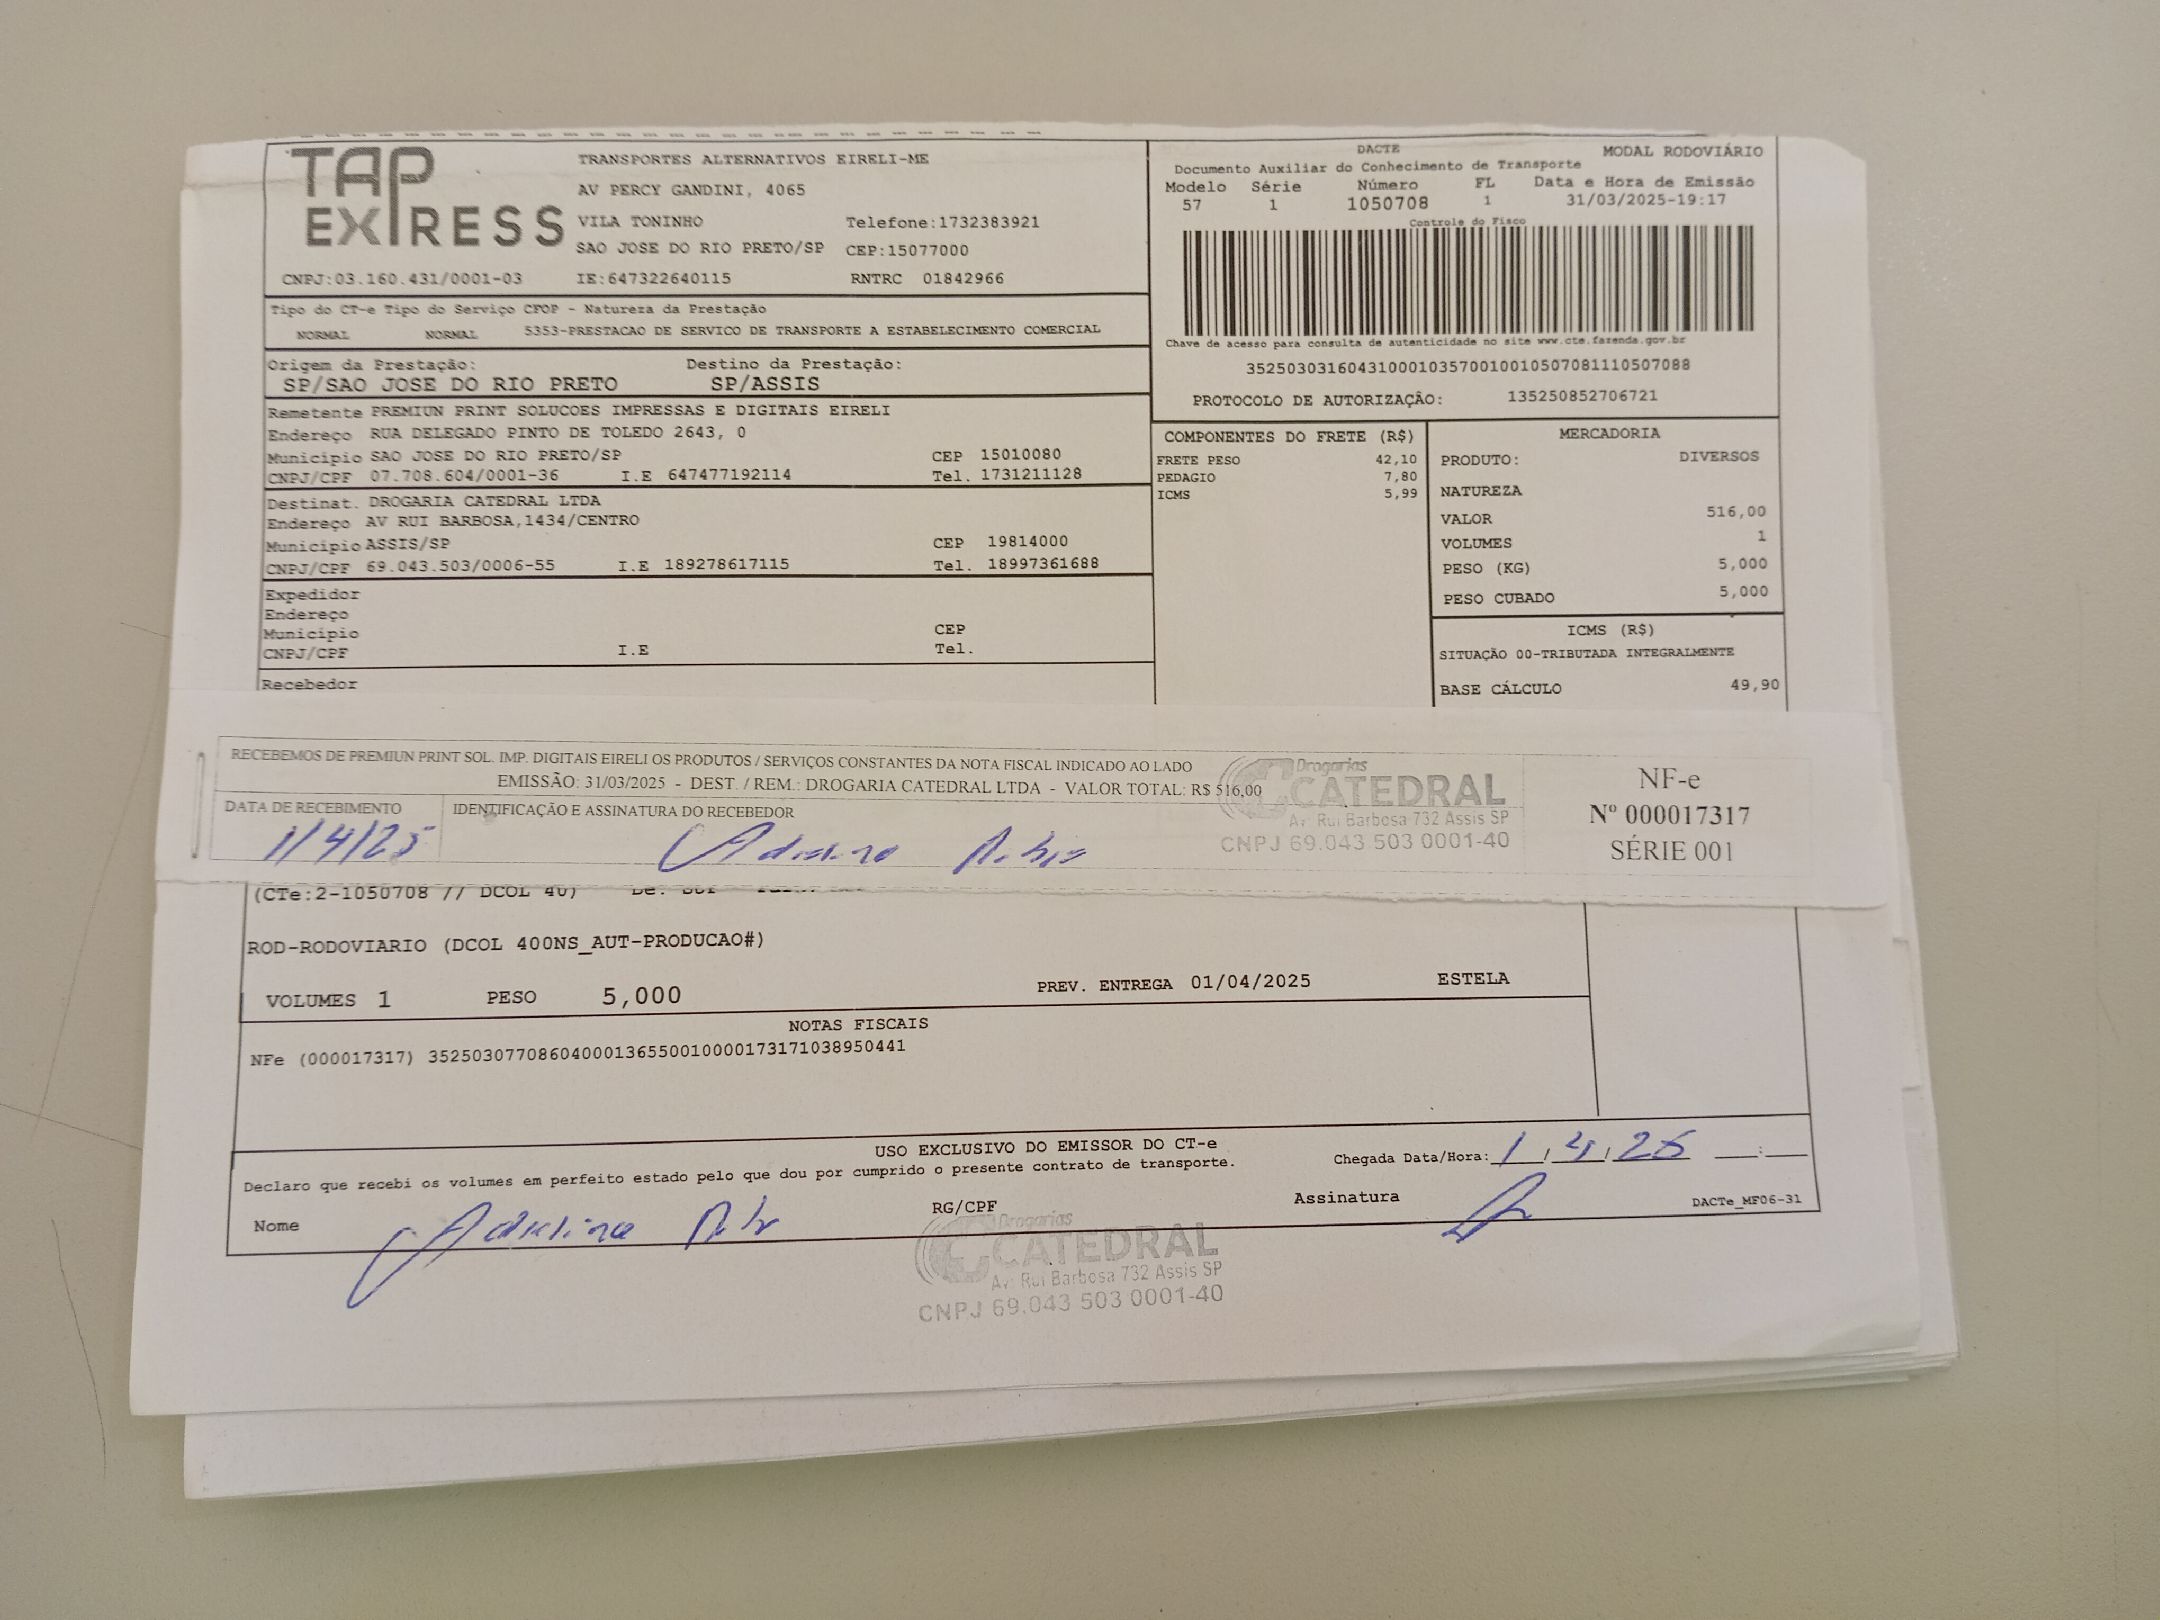 TAP EXPRESS
TRANSPORTES ALTERNATIVOS EIRELI-ME
AV PERCY GANDINI, 4065
VILA TONINHO Telefone:1732383921
SAO JOSE DO RIO PRETO/SP CEP:15077000
CNPJ:03.160.431/0001-03 IE:647322640115 RNTRC 01842966
DACTE MODAL RODOVIÁRIO
Documento Auxiliar do Conhecimento de Transporte
Modelo Série Número FL Data e Hora de Emissão
57 1 1050708 1 31/03/2025-19:17
Controle do Fisco
Chave de acesso para consulta de autenticidade no site www.cte.fazenda.gov.br
35250303160431000103570010010507081110507088
PROTOCOLO DE AUTORIZAÇÃO: 135250852706721
Tipo do CT-e Tipo do Serviço CFOP - Natureza da Prestação
NORMAL NORMAL 5353-PRESTACAO DE SERVICO DE TRANSPORTE A ESTABELECIMENTO COMERCIAL
Origem da Prestação: Destino da Prestação:
SP/SAO JOSE DO RIO PRETO SP/ASSIS
Remetente PREMIUN PRINT SOLUCOES IMPRESSAS E DIGITAIS EIRELI
Endereço RUA DELEGADO PINTO DE TOLEDO 2643, 0
Município SAO JOSE DO RIO PRETO/SP CEP 15010080
CNPJ/CPF 07.708.604/0001-36 I.E 647477192114 Tel. 1731211128
Destinat. DROGARIA CATEDRAL LTDA
Endereço AV RUI BARBOSA,1434/CENTRO
Município ASSIS/SP CEP 19814000
CNPJ/CPF 69.043.503/0006-55 I.E 189278617115 Tel. 18997361688
Expedidor
Endereço
Município CEP
CNPJ/CPF I.E Tel.
Recebedor
COMPONENTES DO FRETE (R$)
FRETE PESO 42,10
PEDAGIO 7,80
ICMS 5,99
MERCADORIA
PRODUTO: DIVERSOS
NATUREZA
VALOR 516,00
VOLUMES 1
PESO (KG) 5,000
PESO CUBADO 5,000
ICMS (R$)
SITUAÇÃO 00-TRIBUTADA INTEGRALMENTE
BASE CÁLCULO 49,90
RECEBEMOS DE PREMIUN PRINT SOL. IMP. DIGITAIS EIRELI OS PRODUTOS / SERVIÇOS CONSTANTES DA NOTA FISCAL INDICADO AO LADO
EMISSÃO: 31/03/2025 - DEST. / REM.: DROGARIA CATEDRAL LTDA - VALOR TOTAL: R$ 516,00
DATA DE RECEBIMENTO IDENTIFICAÇÃO E ASSINATURA DO RECEBEDOR
1/4/25
Drogarias
CATEDRAL
Av. Rui Barbosa 732 Assis SP
CNPJ 69.043 503 0001-40
NF-e
Nº 000017317
SÉRIE 001
(CTe:2-1050708 // DCOL 40)
ROD-RODOVIARIO (DCOL 400NS_AUT-PRODUCAO#)
VOLUMES 1 PESO 5,000 PREV. ENTREGA 01/04/2025 ESTELA
NOTAS FISCAIS
NFe (000017317) 35250307708604000136550010000173171038950441
USO EXCLUSIVO DO EMISSOR DO CT-e
Declaro que recebi os volumes em perfeito estado pelo que dou por cumprido o presente contrato de transporte.
Chegada Data/Hora: 1/4/25 __:__
Nome RG/CPF Assinatura DACTe_MF06-31
Drogarias
CATEDRAL
Av. Rui Barbosa 732 Assis SP
CNPJ 69.043 503 0001-40